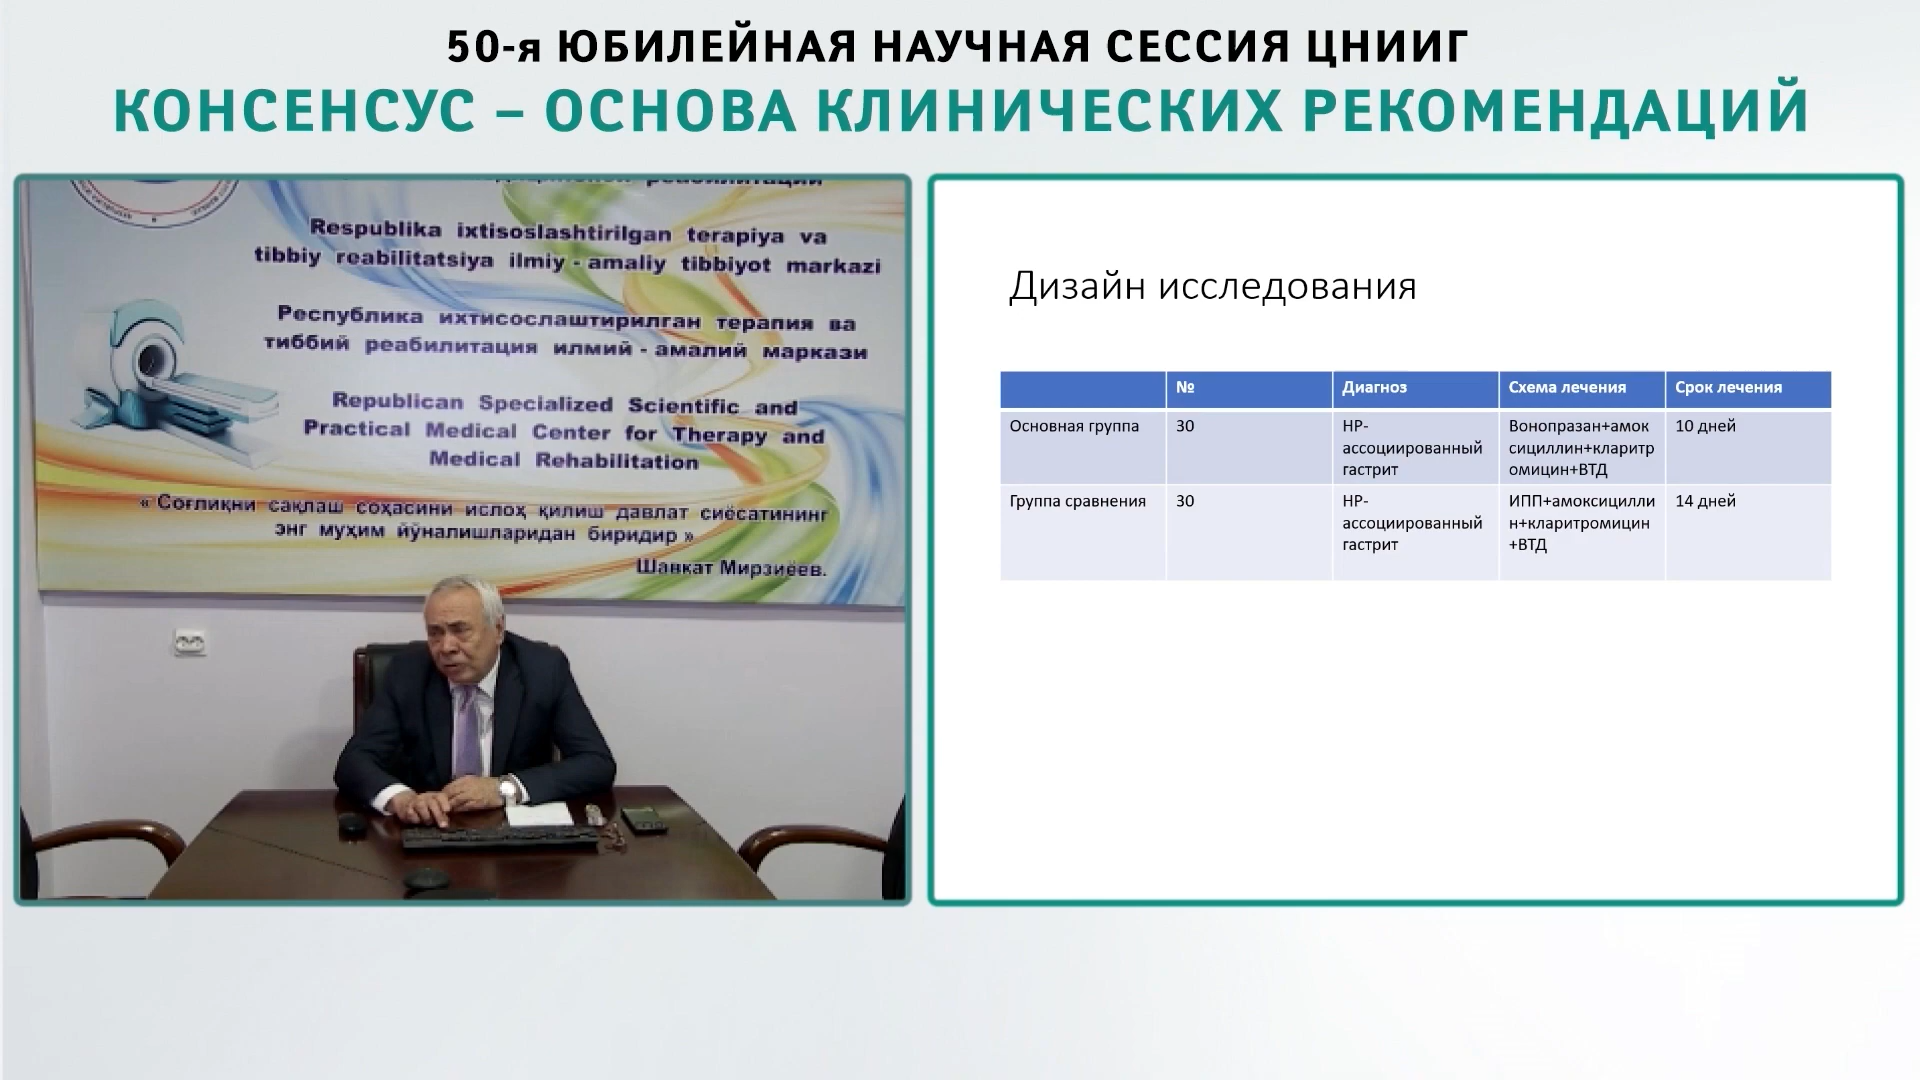 50-я ЮБИЛЕЙНАЯ НАУЧНАЯ СЕССИЯ ЦНИИГ
КОНСЕНСУС – ОСНОВА КЛИНИЧЕСКИХ РЕКОМЕНДАЦИЙ
реабилитации
Respublika ixtisoslashtirilgan terapiya va
tibbiy reabilitatsiya ilmiy - amaliy tibbiyot markazi
Республика ихтисослаштирилган терапия ва
тиббий реабилитация илмий - амалий маркази
Republican Specialized Scientific and
Practical Medical Center for Therapy and
Medical Rehabilitation
« Соғлиқни сақлаш соҳасини ислоҳ қилиш давлат сиёсатининг
энг муҳим йўналишларидан биридир »
Шавкат Мирзиёев.
Дизайн исследования
№ Диагноз Схема лечения Срок лечения
Основная группа 30 HP- Вонопразан+амок 10 дней
ассоциированный сициллин+кларитр
гастрит омицин+ВТД
Группа сравнения 30 HP- ИПП+амоксицилли 14 дней
ассоциированный н+кларитромицин
гастрит +ВТД